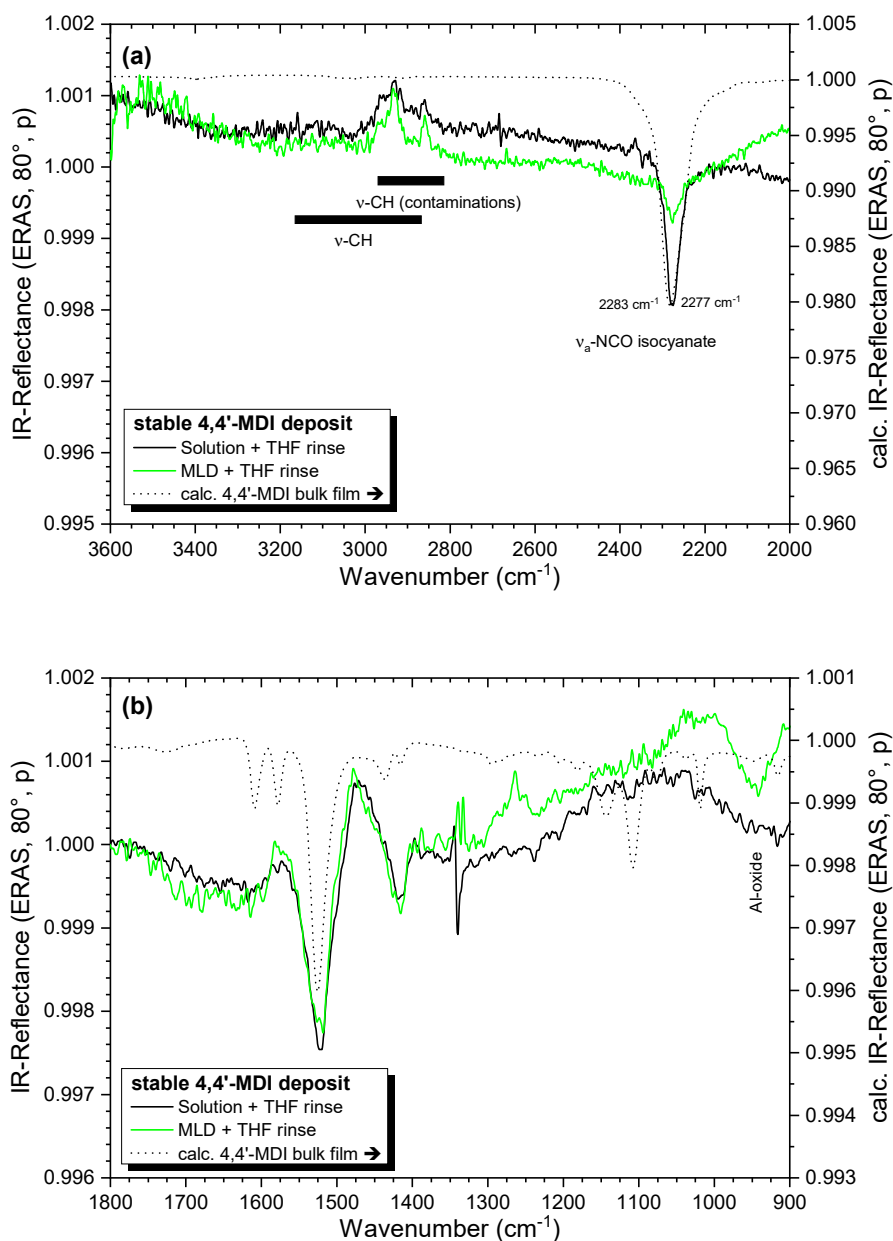 (a)
1.002
1.001
1.000
0.999
0.998
0.997
0.996
0.995
IR-Reflectance (ERAS, 80°, p)
1.005
1.000
0.995
0.990
0.985
0.980
0.975
0.970
0.965
0.960
calc. IR-Reflectance (ERAS, 80°, p)
ν-CH (contaminations)
ν-CH
2283 cm⁻¹ 2277 cm⁻¹
νₐ-NCO isocyanate
stable 4,4'-MDI deposit
Solution + THF rinse
MLD + THF rinse
calc. 4,4'-MDI bulk film ➔
3600 3400 3200 3000 2800 2600 2400 2200 2000
Wavenumber (cm⁻¹)
(b)
1.002
1.001
1.000
0.999
0.998
0.997
0.996
IR-Reflectance (ERAS, 80°, p)
1.001
1.000
0.999
0.998
0.997
0.996
0.995
0.994
0.993
calc. IR-Reflectance (ERAS, 80°, p)
Al-oxide
stable 4,4'-MDI deposit
Solution + THF rinse
MLD + THF rinse
calc. 4,4'-MDI bulk film ➔
1800 1700 1600 1500 1400 1300 1200 1100 1000 900
Wavenumber (cm⁻¹)